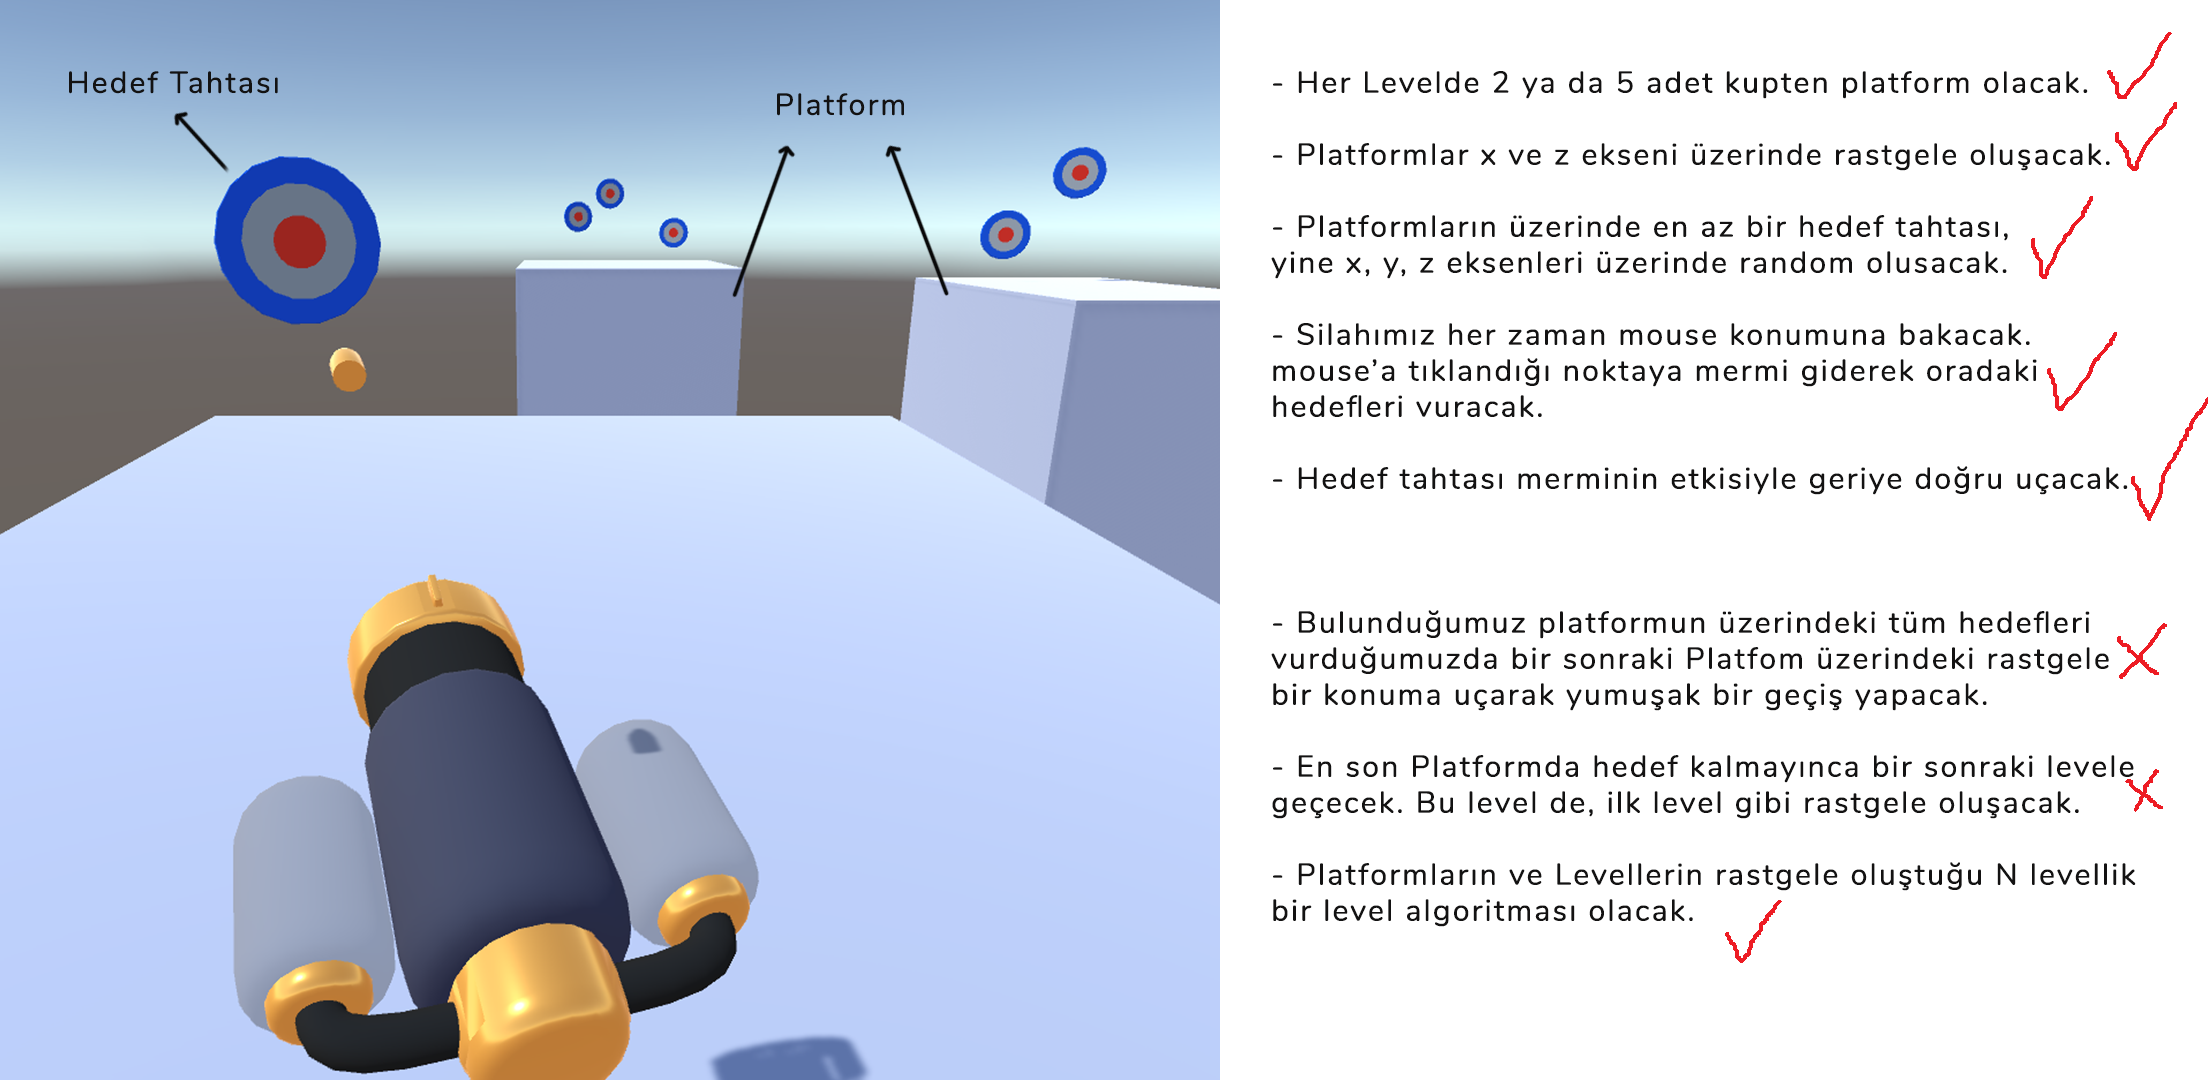 Hedef Tahtası
Platform
- Her Levelde 2 ya da 5 adet kupten platform olacak.
- Platformlar x ve z ekseni üzerinde rastgele oluşacak.
- Platformların üzerinde en az bir hedef tahtası,
yine x, y, z eksenleri üzerinde random olusacak.
- Silahımız her zaman mouse konumuna bakacak.
mouse’a tıklandığı noktaya mermi giderek oradaki
hedefleri vuracak.
- Hedef tahtası merminin etkisiyle geriye doğru uçacak.
- Bulunduğumuz platformun üzerindeki tüm hedefleri
vurduğumuzda bir sonraki Platfom üzerindeki rastgele
bir konuma uçarak yumuşak bir geçiş yapacak.
- En son Platformda hedef kalmayınca bir sonraki levele
geçecek. Bu level de, ilk level gibi rastgele oluşacak.
- Platformların ve Levellerin rastgele oluştuğu N levellik
bir level algoritması olacak.